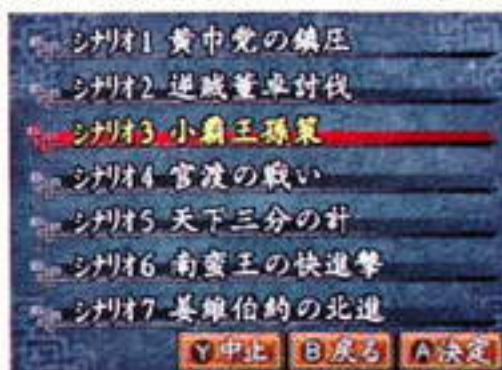 シナリオ1 黄巾党の鎮圧
シナリオ2 逆賊董卓討伐
シナリオ3 小覇王孫策
シナリオ4 官渡の戦い
シナリオ5 天下三分の計
シナリオ6 南蛮王の快進撃
シナリオ7 姜維伯約の北進
Y中止 B戻る A決定